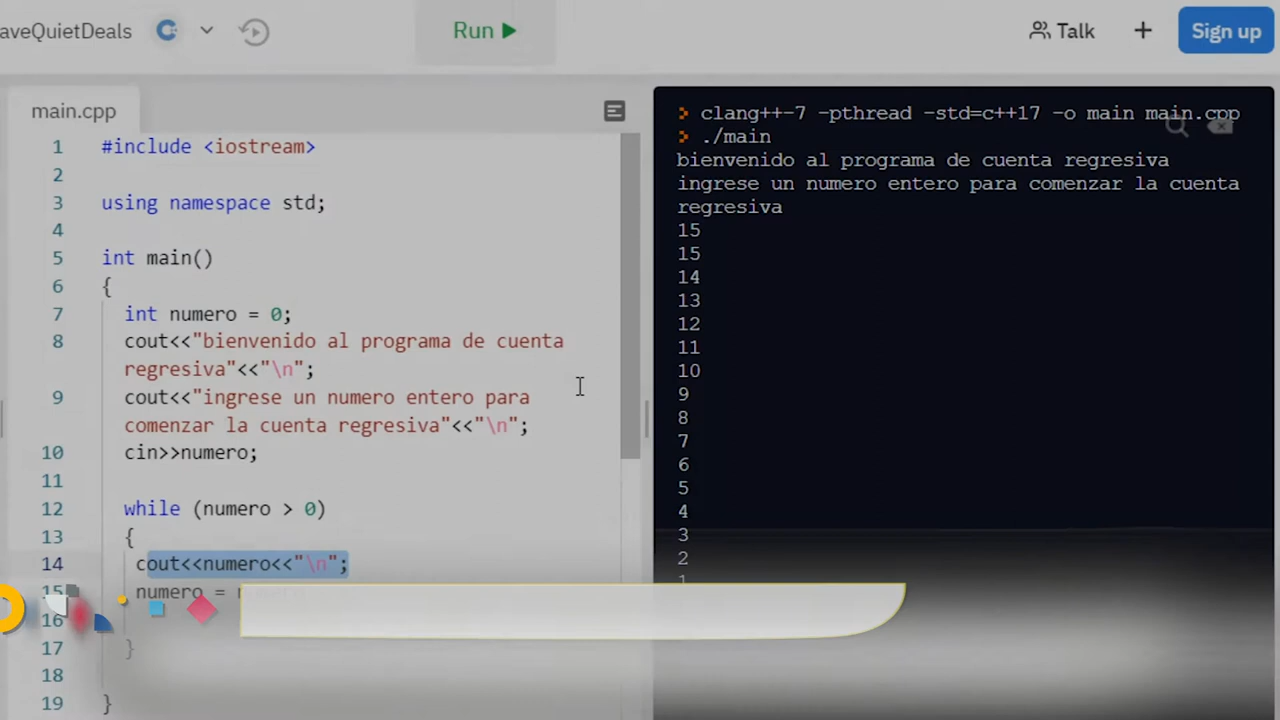 aveQuietDeals
Run
Talk
+
Sign up
main.cpp
1 #include <iostream>
2
3 using namespace std;
4
5 int main()
6 {
7 int numero = 0;
8 cout<<"bienvenido al programa de cuenta
regresiva"<<"\n";
9 cout<<"ingrese un numero entero para
comenzar la cuenta regresiva"<<"\n";
10 cin>>numero;
11
12 while (numero > 0)
13 {
14 cout<<numero<<"\n";
15 numero =
16
17 }
18
19 }
> clang++-7 -pthread -std=c++17 -o main main.cpp
> ./main
bienvenido al programa de cuenta regresiva
ingrese un numero entero para comenzar la cuenta
regresiva
15
15
14
13
12
11
10
9
8
7
6
5
4
3
2
1